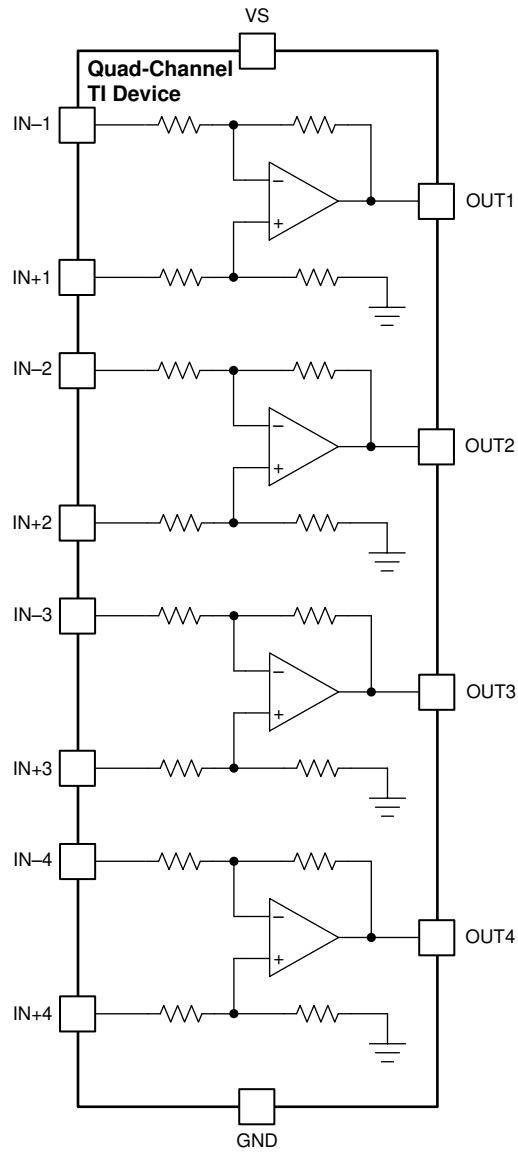 VS
Quad-Channel
TI Device
IN–1
−
+
OUT1
IN+1
IN–2
−
+
OUT2
IN+2
IN–3
−
+
OUT3
IN+3
IN–4
−
+
OUT4
IN+4
GND